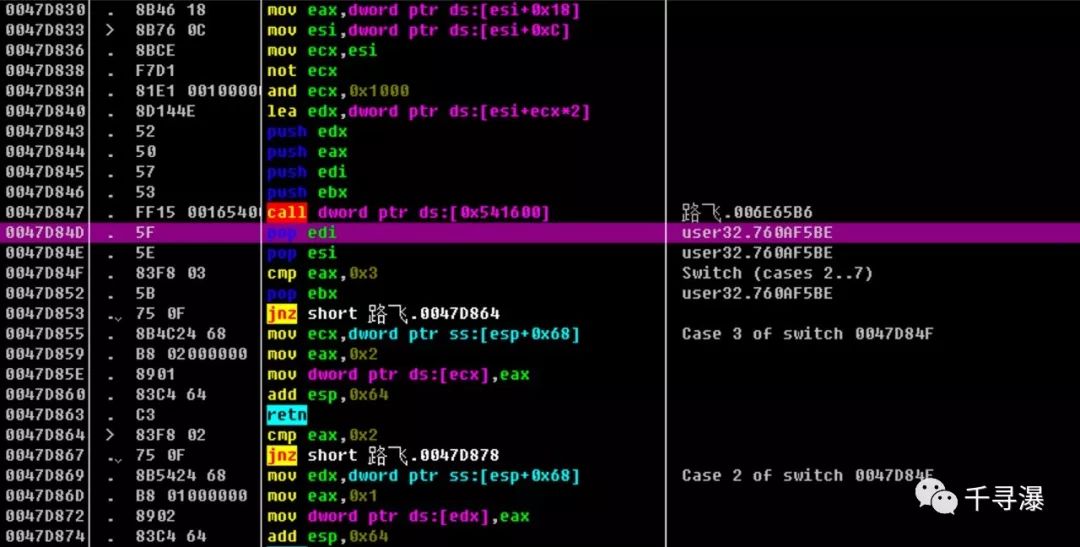 0047D830 . 8B46 18 mov eax,dword ptr ds:[esi+0x18]
0047D833 > 8B76 0C mov esi,dword ptr ds:[esi+0xC]
0047D836 . 8BCE mov ecx,esi
0047D838 . F7D1 not ecx
0047D83A . 81E1 00100000 and ecx,0x1000
0047D840 . 8D144E lea edx,dword ptr ds:[esi+ecx*2]
0047D843 . 52 push edx
0047D844 . 50 push eax
0047D845 . 57 push edi
0047D846 . 53 push ebx
0047D847 . FF15 00165400 call dword ptr ds:[0x541600] 路飞.006E65B6
0047D84D . 5F pop edi user32.760AF5BE
0047D84E . 5E pop esi user32.760AF5BE
0047D84F . 83F8 03 cmp eax,0x3 Switch (cases 2..7)
0047D852 . 5B pop ebx user32.760AF5BE
0047D853 .⌄ 75 0F jnz short 路飞.0047D864
0047D855 . 8B4C24 68 mov ecx,dword ptr ss:[esp+0x68] Case 3 of switch 0047D84F
0047D859 . B8 02000000 mov eax,0x2
0047D85E . 8901 mov dword ptr ds:[ecx],eax
0047D860 . 83C4 64 add esp,0x64
0047D863 . C3 retn
0047D864 > 83F8 02 cmp eax,0x2
0047D867 .⌄ 75 0F jnz short 路飞.0047D878
0047D869 . 8B5424 68 mov edx,dword ptr ss:[esp+0x68] Case 2 of switch 0047D84F
0047D86D . B8 01000000 mov eax,0x1
0047D872 . 8902 mov dword ptr ds:[edx],eax
0047D874 . 83C4 64 add esp,0x64
千寻瀑